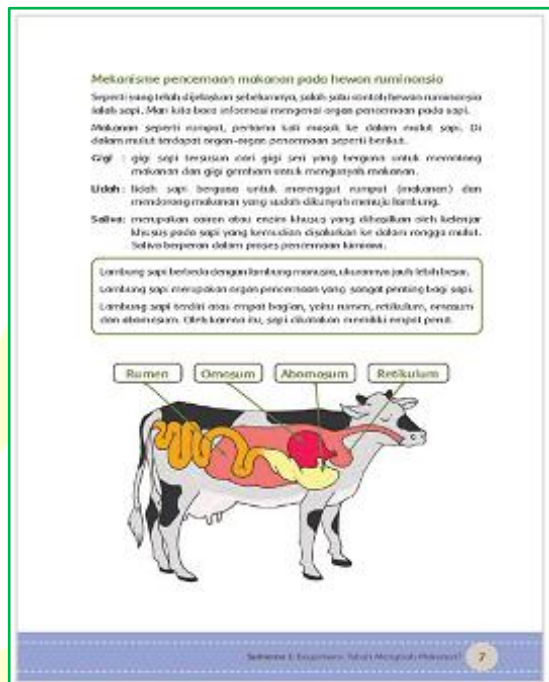 Mekanisme pencernaan makanan pada hewan ruminansia
Seperti yang telah dijelaskan sebelumnya, salah satu contoh hewan ruminansia
ialah sapi. Mari kita baca informasi mengenai organ pencernaan pada sapi.
Makanan seperti rumput, pertama kali masuk ke dalam mulut sapi. Di
dalam mulut terdapat organ-organ pencernaan seperti berikut.
Gigi : gigi sapi tersusun dari gigi seri yang berguna untuk memotong
makanan dan gigi geraham untuk mengunyah makanan.
Lidah : lidah sapi berguna untuk merenggut rumput (makanan) dan
mendorong makanan yang sudah dikunyah menuju lambung.
Saliva: merupakan cairan atau enzim khusus yang dihasilkan oleh kelenjar
khusus pada sapi yang kemudian disalurkan ke dalam rongga mulut.
Saliva berperan dalam proses pencernaan kimiawi.
Lambung sapi berbeda dengan lambung manusia, ukurannya jauh lebih besar.
Lambung sapi merupakan organ pencernaan yang sangat penting bagi sapi.
Lambung sapi terdiri atas empat bagian, yaitu rumen, retikulum, omasum
dan abomasum. Oleh karena itu, sapi dikatakan memiliki empat perut.
Rumen Omasum Abomasum Retikulum
Subtema 1: Bagaimana Tubuh Mengolah Makanan? 7